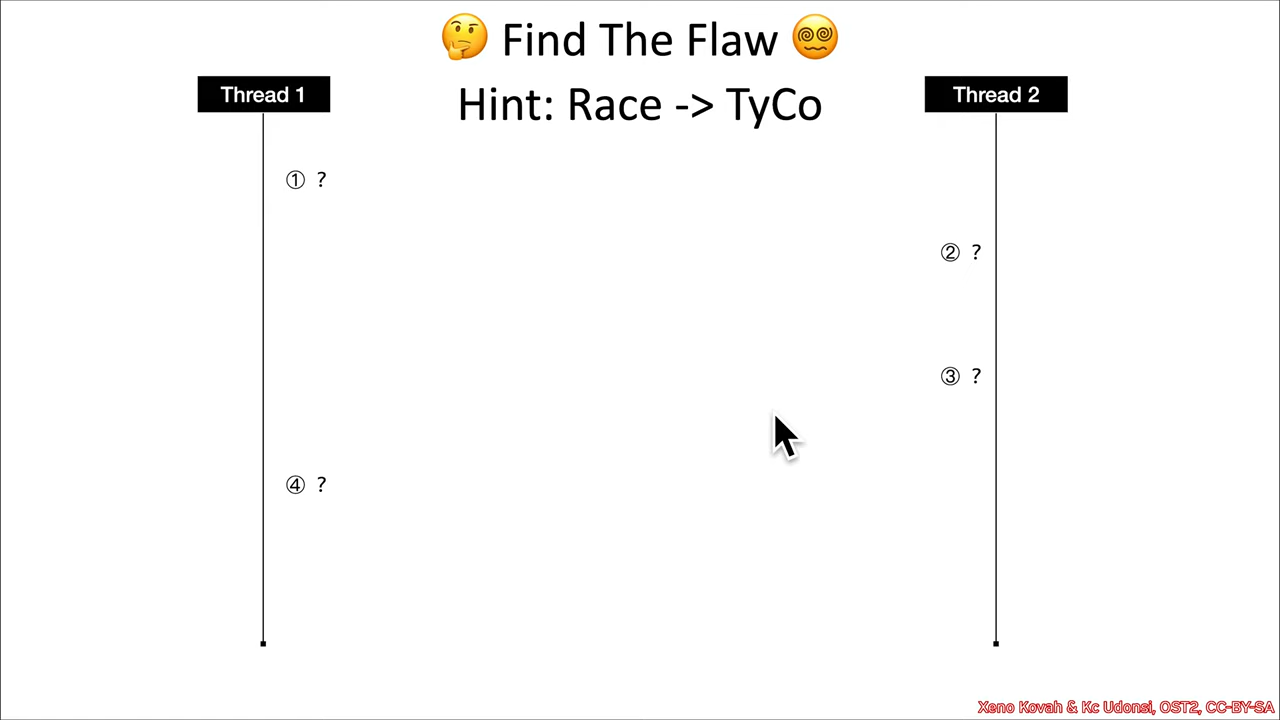 🤔 Find The Flaw 😵‍💫
Hint: Race -> TyCo
Thread 1
Thread 2
① ?
② ?
③ ?
④ ?
Xeno Kovah & Kc Udonsi, OST2, CC-BY-SA